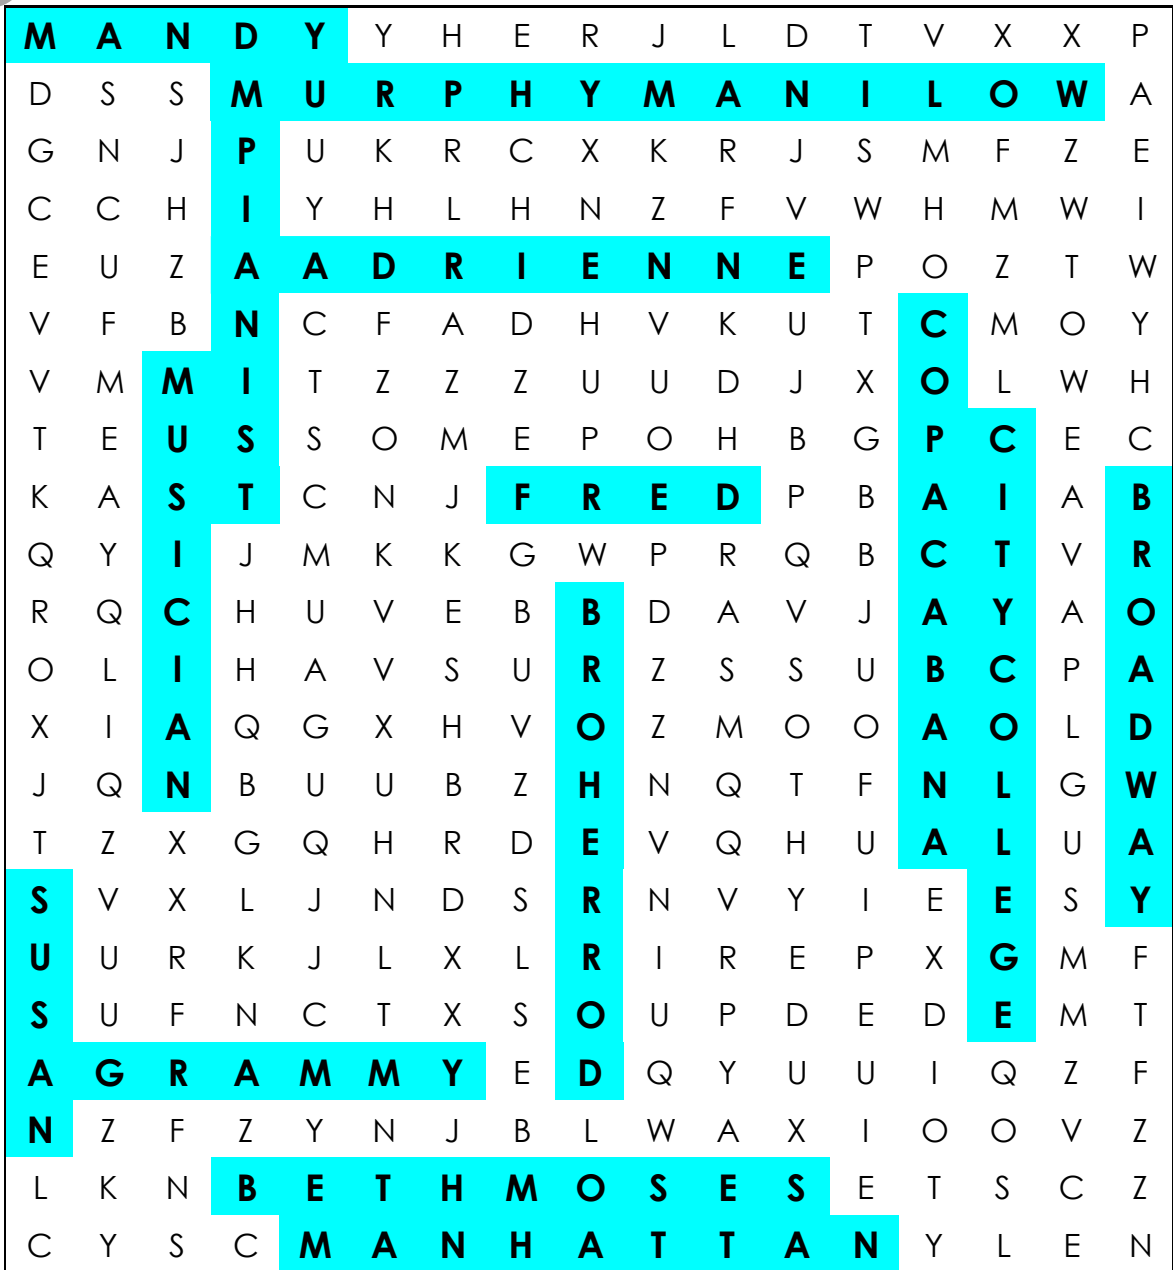 M A N D Y Y H E R J L D T V X X P
D S S M U R P H Y M A N I L O W A
G N J P U K R C X K R J S M F Z E
C C H I Y H L H N Z F V W H M W I
E U Z A A D R I E N N E P O Z T W
V F B N C F A D H V K U T C M O Y
V M M I T Z Z Z U U D J X O L W H
T E U S S O M E P O H B G P C E C
K A S T C N J F R E D P B A I A B
Q Y I J M K K G W P R Q B C T V R
R Q C H U V E B B D A V J A Y A O
O L I H A V S U R Z S S U B C P A
X I A Q G X H V O Z M O O A O L D
J Q N B U U B Z H N Q T F N L G W
T Z X G Q H R D E V Q H U A L U A
S V X L J N D S R N V Y I E E S Y
U U R K J L X L R I R E P X G M F
S U F N C T X S O U P D E D E M T
A G R A M M Y E D Q Y U U I Q Z F
N Z F Z Y N J B L W A X I O O V Z
L K N B E T H M O S E S E T S C Z
C Y S C M A N H A T T A N Y L E N